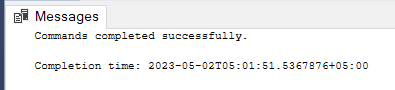 Messages
Commands completed successfully.
Completion time: 2023-05-02T05:01:51.5367876+05:00